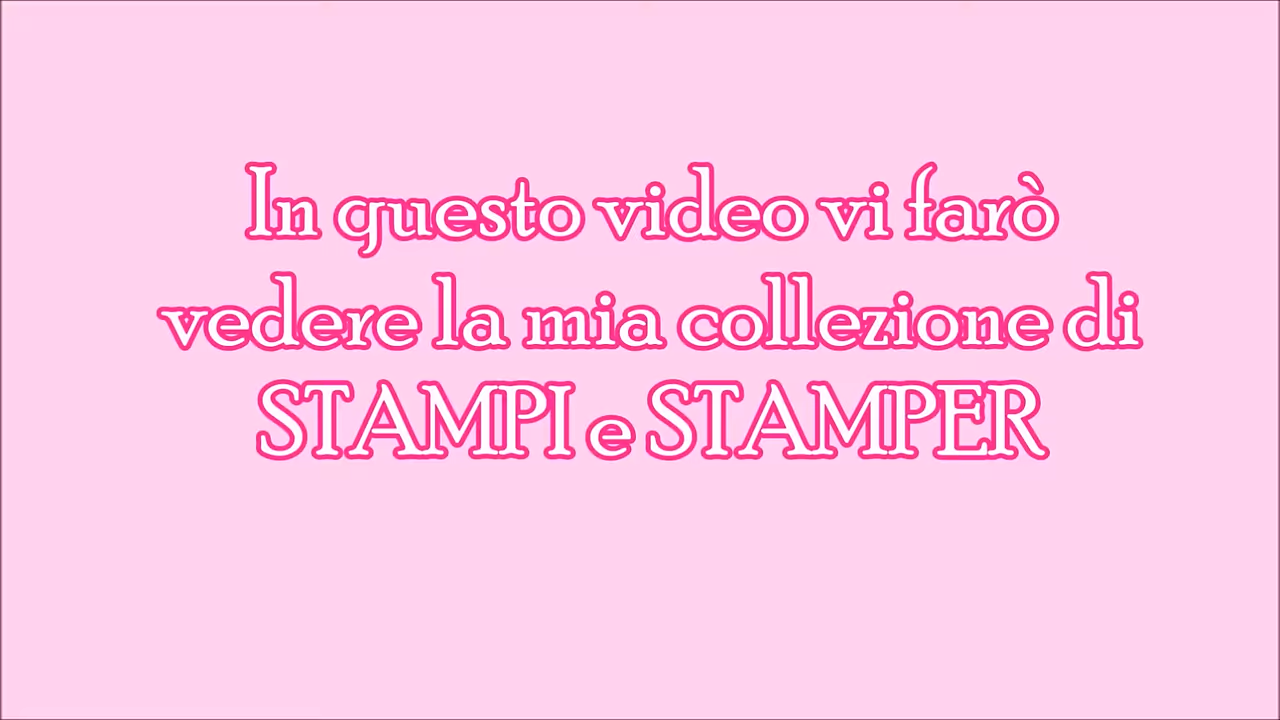 In questo video vi farò
vedere la mia collezione di
STAMPI e STAMPER